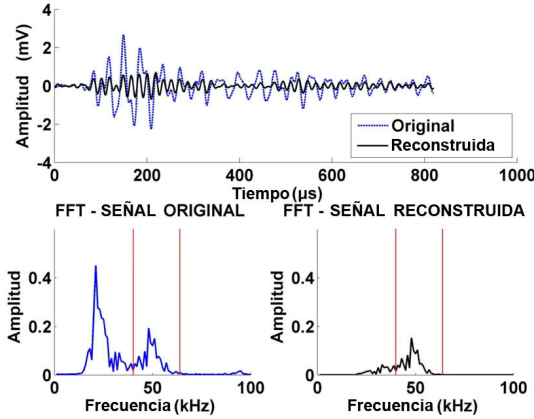 Amplitud (mV)
4
2
0
-2
-4
0
200
400
600
800
1000
Original
Reconstruida
Tiempo (µs)
FFT - SEÑAL ORIGINAL
FFT - SEÑAL RECONSTRUIDA
Amplitud
0.4
0.2
0
0
50
100
Frecuencia (kHz)
Amplitud
0.4
0.2
0
0
50
100
Frecuencia (kHz)